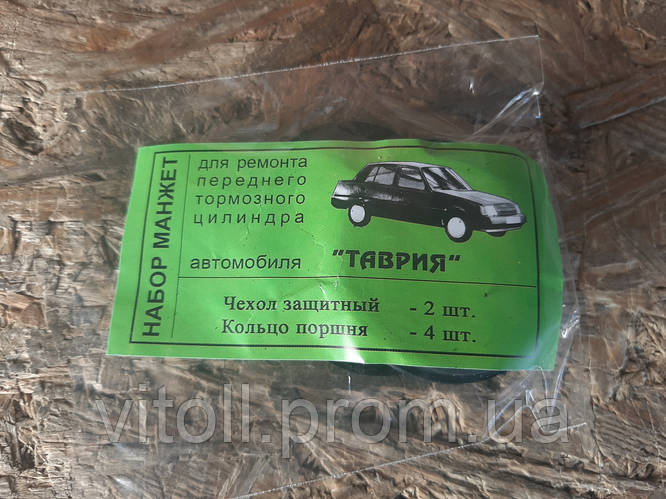 НАБОР МАНЖЕТ
для ремонта
переднего
тормозного
цилиндра
автомобиля "ТАВРИЯ"
Чехол защитный - 2 шт.
Кольцо поршня - 4 шт.
vitoll.prom.ua